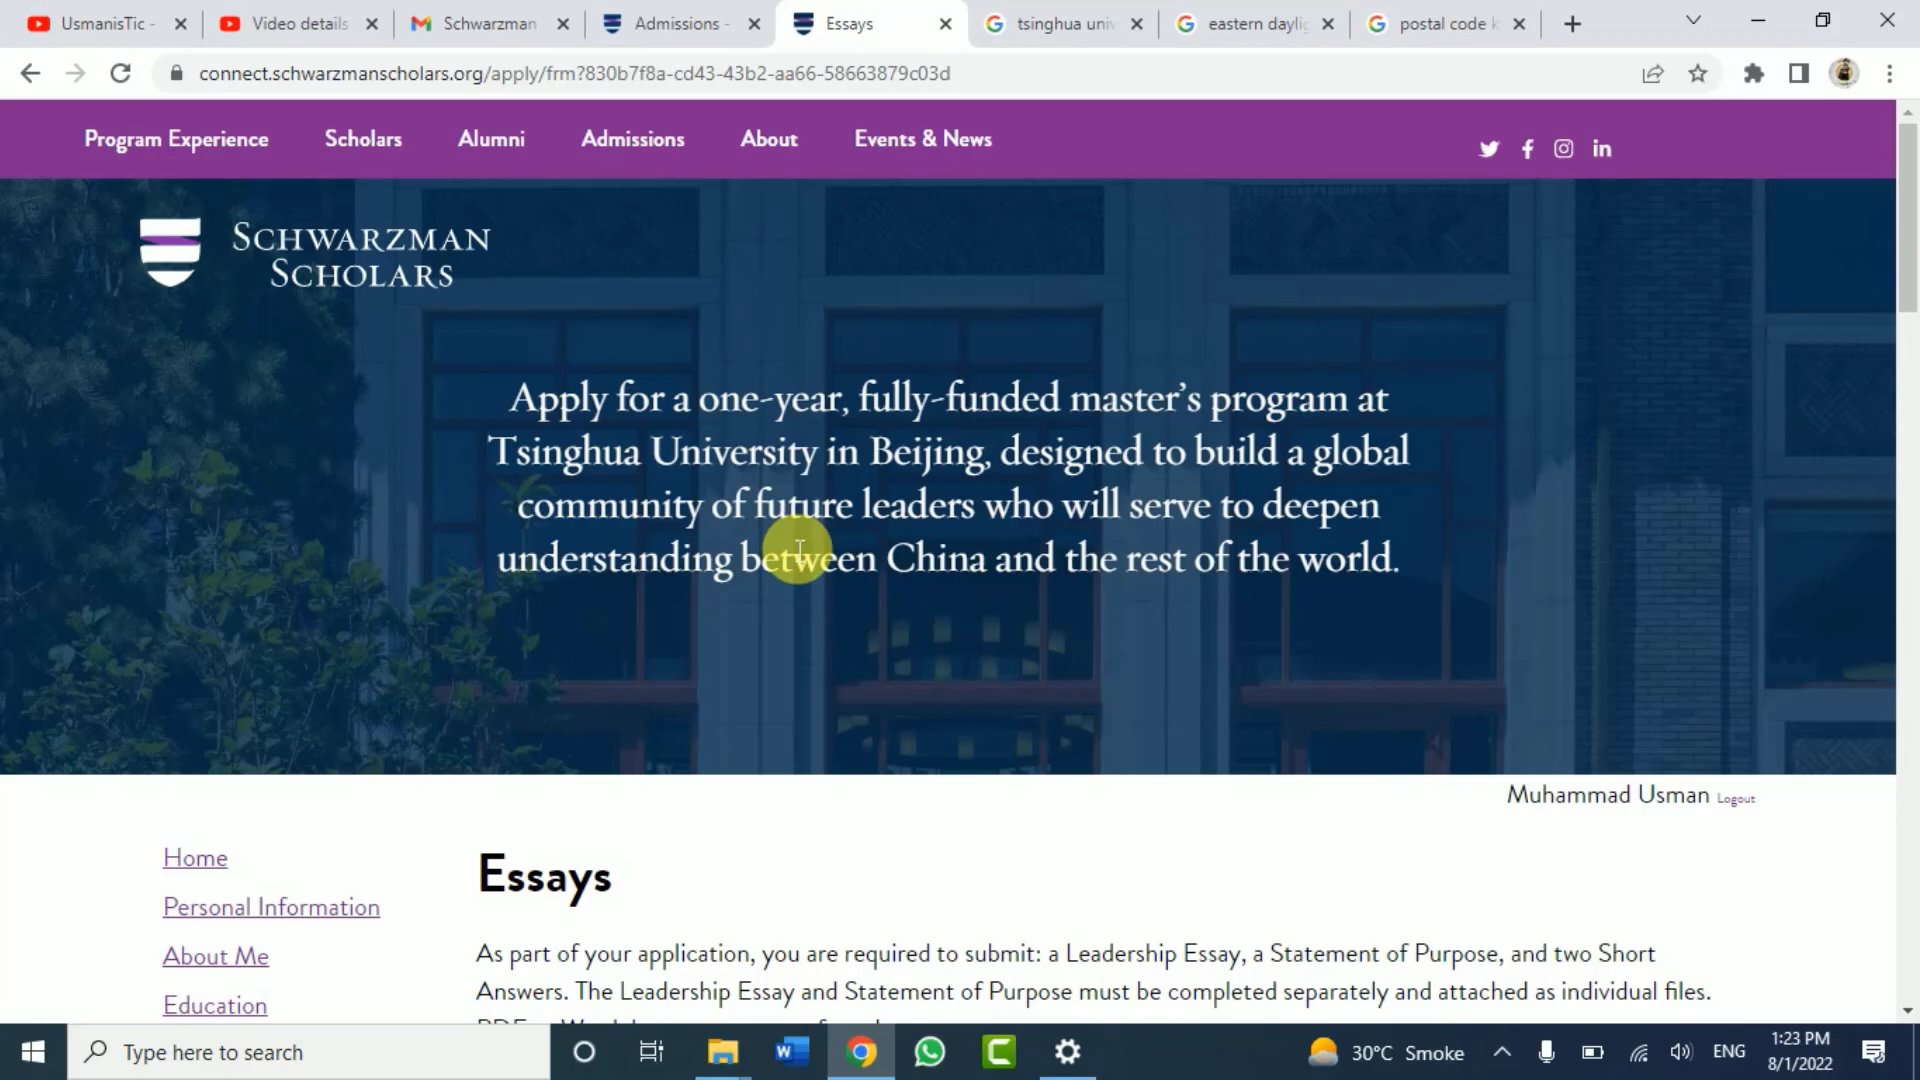 UsmanisTic -
Video details
Schwarzman
Admissions -
Essays
tsinghua uni
eastern daylig
postal code k
connect.schwarzmanscholars.org/apply/frm?830b7f8a-cd43-43b2-aa66-58663879c03d
Program Experience
Scholars
Alumni
Admissions
About
Events & News
SCHWARZMAN
SCHOLARS
Apply for a one-year, fully-funded master's program at
Tsinghua University in Beijing, designed to build a global
community of future leaders who will serve to deepen
understanding between China and the rest of the world.
Muhammad Usman Logout
Home
Personal Information
About Me
Education
Essays
As part of your application, you are required to submit: a Leadership Essay, a Statement of Purpose, and two Short
Answers. The Leadership Essay and Statement of Purpose must be completed separately and attached as individual files.
Type here to search
30°C Smoke
ENG
1:23 PM
8/1/2022